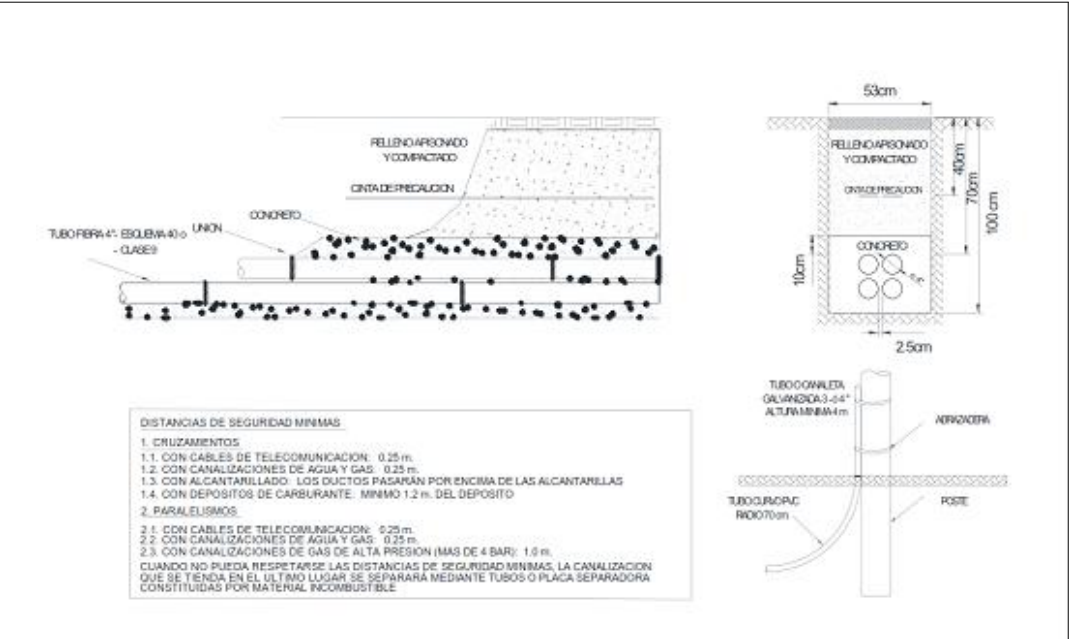 RELLENO APISONADO
Y COMPACTADO
CINTA DE PRECAUCION
CONCRETO
UNION
TUBO FIBRA 4"- ESQUEMA 40 o
- CLASE 9
53cm
RELLENO APISONADO
Y COMPACTADO
CINTA DE PRECAUCION
CONCRETO
40cm
70cm
100 cm
10cm
2.5cm
TUBO O CANALETA
GALVANIZADA 3 - ó 4"
ALTURA MINIMA 4 m
ABRAZADERA
TUBO CURVO PVC
RADIO 70 cm
POSTE
DISTANCIAS DE SEGURIDAD MINIMAS
1. CRUZAMIENTOS
1.1. CON CABLES DE TELECOMUNICACION: 0.25 m.
1.2. CON CANALIZACIONES DE AGUA Y GAS: 0.25 m.
1.3. CON ALCANTARILLADO: LOS DUCTOS PASARÁN POR ENCIMA DE LAS ALCANTARILLAS
1.4. CON DEPOSITOS DE CARBURANTE: MINIMO 1.2 m. DEL DEPOSITO
2. PARALELISMOS
2.1. CON CABLES DE TELECOMUNICACION: 0.25 m.
2.2. CON CANALIZACIONES DE AGUA Y GAS: 0.25 m.
2.3. CON CANALIZACIONES DE GAS DE ALTA PRESION (MAS DE 4 BAR): 1.0 m.
CUANDO NO PUEDA RESPETARSE LAS DISTANCIAS DE SEGURIDAD MINIMAS, LA CANALIZACION
QUE SE TIENDA EN EL ULTIMO LUGAR SE SEPARARA MEDIANTE TUBOS O PLACA SEPARADORA
CONSTITUIDAS POR MATERIAL INCOMBUSTIBLE